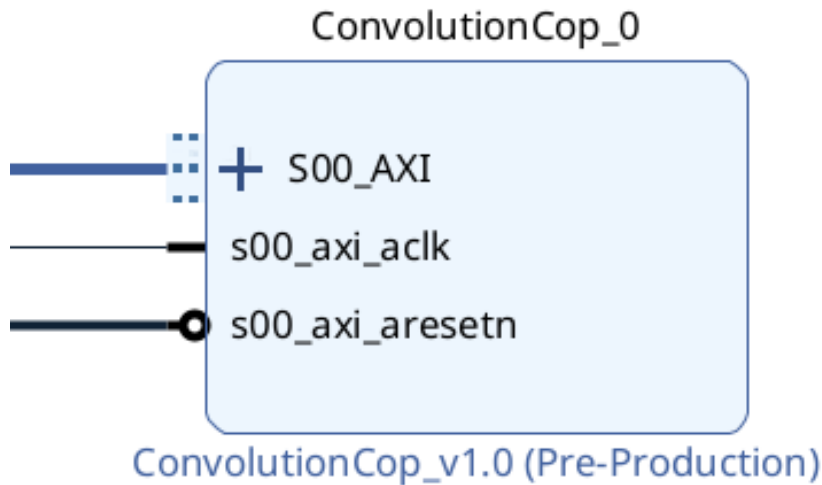 ConvolutionCop_0
S00_AXI
s00_axi_aclk
s00_axi_aresetn
ConvolutionCop_v1.0 (Pre-Production)